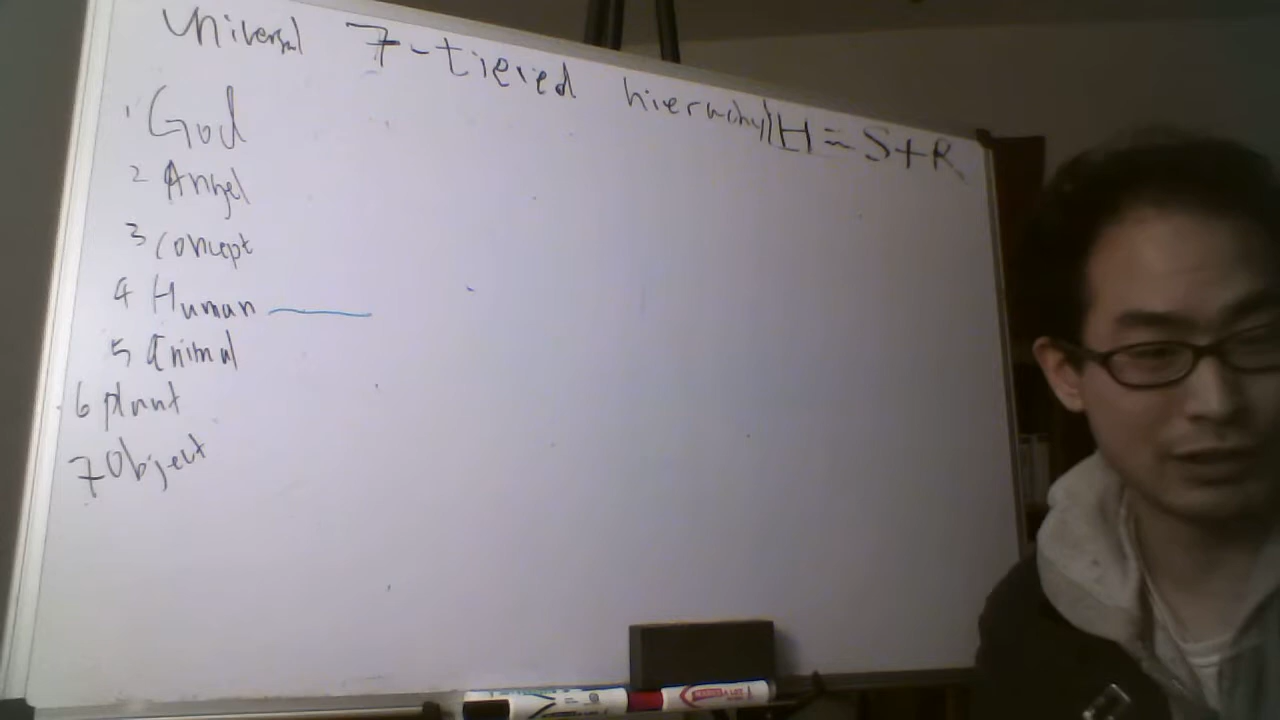 Universal 7-tiered hierarchy H = S+R
1 God
2 Angel
3 concept
4 Human
5 Animal
6 plant
7 Object